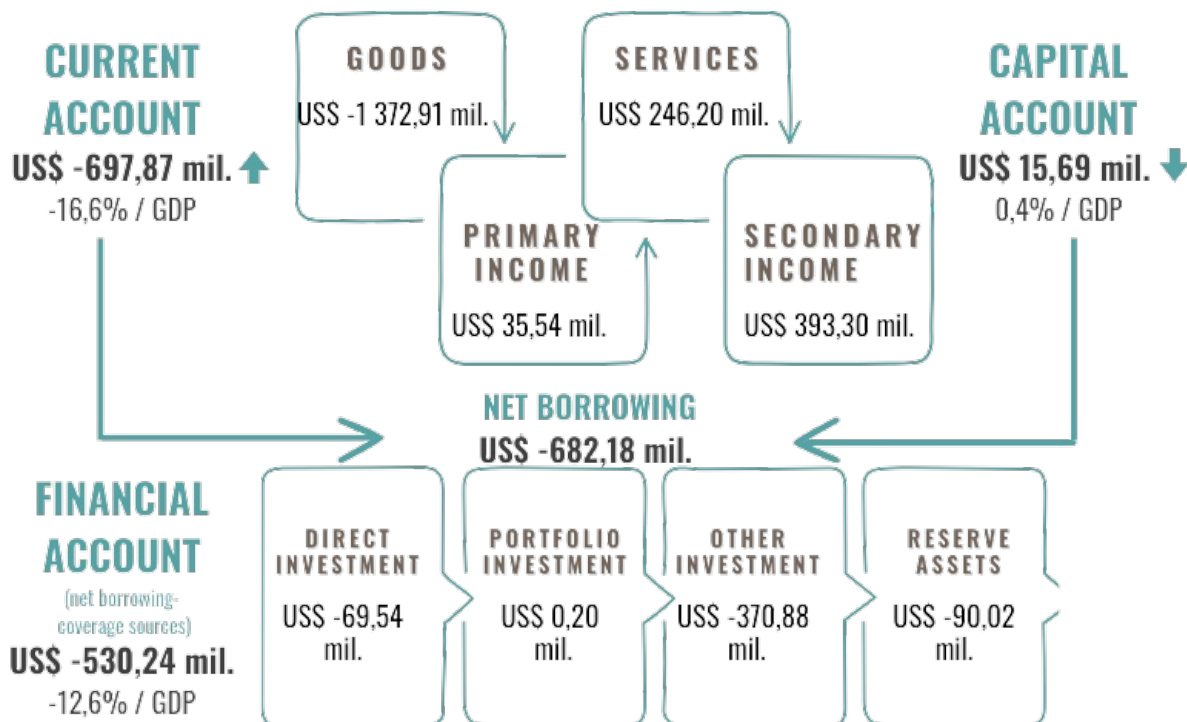 CURRENT
ACCOUNT
US$ -697,87 mil.
-16,6% / GDP
GOODS
US$ -1 372,91 mil.
SERVICES
US$ 246,20 mil.
PRIMARY
INCOME
US$ 35,54 mil.
SECONDARY
INCOME
US$ 393,30 mil.
CAPITAL
ACCOUNT
US$ 15,69 mil.
0,4% / GDP
NET BORROWING
US$ -682,18 mil.
FINANCIAL
ACCOUNT
(net borrowing-
coverage sources)
US$ -530,24 mil.
-12,6% / GDP
DIRECT
INVESTMENT
US$ -69,54
mil.
PORTFOLIO
INVESTMENT
US$ 0,20
mil.
OTHER
INVESTMENT
US$ -370,88
mil.
RESERVE
ASSETS
US$ -90,02
mil.